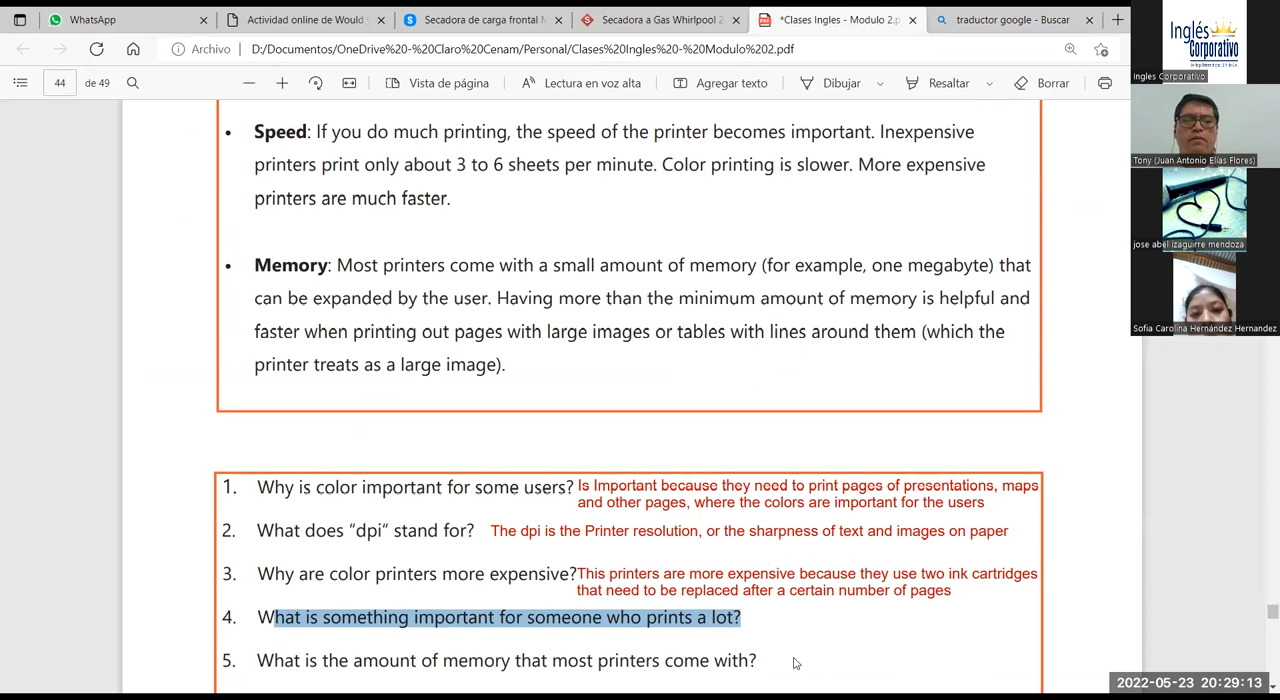 WhatsApp
Actividad online de Would y
Secadora de carga frontal M
Secadora a Gas Whirlpool 2
*Clases Ingles - Modulo 2.p
traductor google - Buscar
Archivo
D:/Documentos/OneDrive%20-%20Claro%20Cenam/Personal/Clases%20Ingles%20-%20Modulo%202.pdf
44 de 49
Vista de página
Lectura en voz alta
Agregar texto
Dibujar
Resaltar
Borrar
• Speed: If you do much printing, the speed of the printer becomes important. Inexpensive
printers print only about 3 to 6 sheets per minute. Color printing is slower. More expensive
printers are much faster.
• Memory: Most printers come with a small amount of memory (for example, one megabyte) that
can be expanded by the user. Having more than the minimum amount of memory is helpful and
faster when printing out pages with large images or tables with lines around them (which the
printer treats as a large image).
1. Why is color important for some users? Is Important because they need to print pages of presentations, maps
and other pages, where the colors are important for the users
2. What does “dpi“ stand for? The dpi is the Printer resolution, or the sharpness of text and images on paper
3. Why are color printers more expensive? This printers are more expensive because they use two ink cartridges
that need to be replaced after a certain number of pages
4. What is something important for someone who prints a lot?
5. What is the amount of memory that most printers come with?
Inglés
Corporativo
Ingles Corporativo
Tony (Juan Antonio Elías Flores)
jose abel izaguirre mendoza
Sofia Carolina Hernández Hernandez
2022-05-23 20:29:13